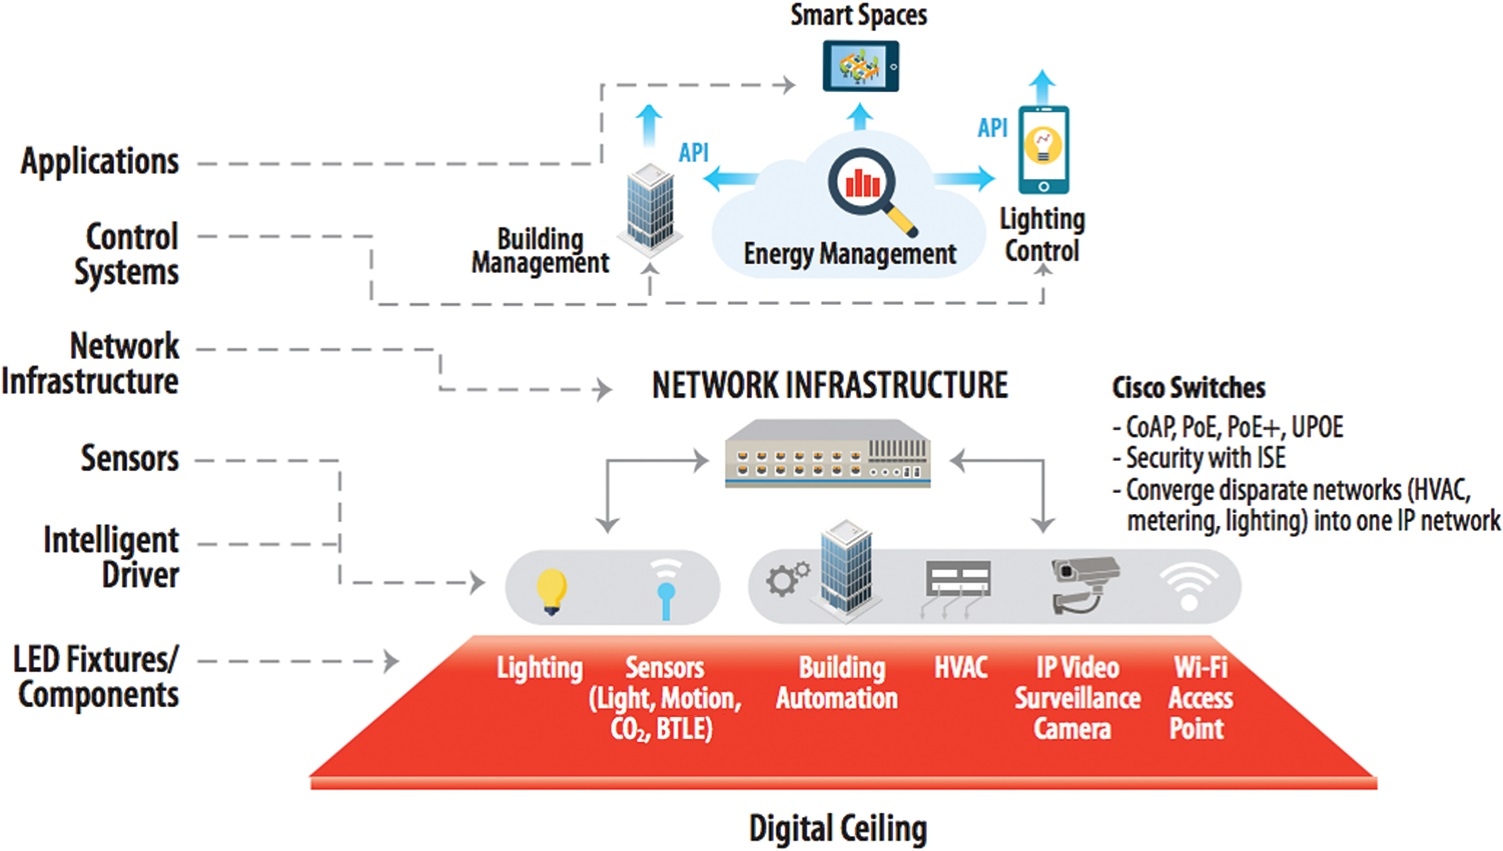 Smart Spaces
API
API
Applications
Control
Systems
Building
Management
Energy Management
Lighting
Control
Network
Infrastructure
NETWORK INFRASTRUCTURE
Cisco Switches
- CoAP, PoE, PoE+, UPOE
- Security with ISE
- Converge disparate networks (HVAC,
metering, lighting) into one IP network
Sensors
Intelligent
Driver
LED Fixtures/
Components
Lighting
Sensors
(Light, Motion,
CO₂, BTLE)
Building
Automation
HVAC
IP Video
Surveillance
Camera
Wi-Fi
Access
Point
Digital Ceiling